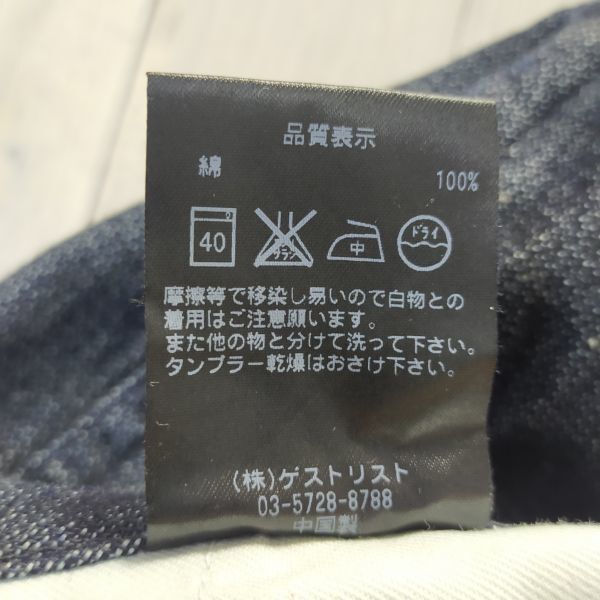 品質表示
綿 100%
40 エンソ サラシ 中 ドライ
摩擦等で移染し易いので白物との
着用はご注意願います。
また他の物と分けて洗って下さい。
タンブラー乾燥はおさけ下さい。
(株)ゲストリスト
03-5728-8788
中国製